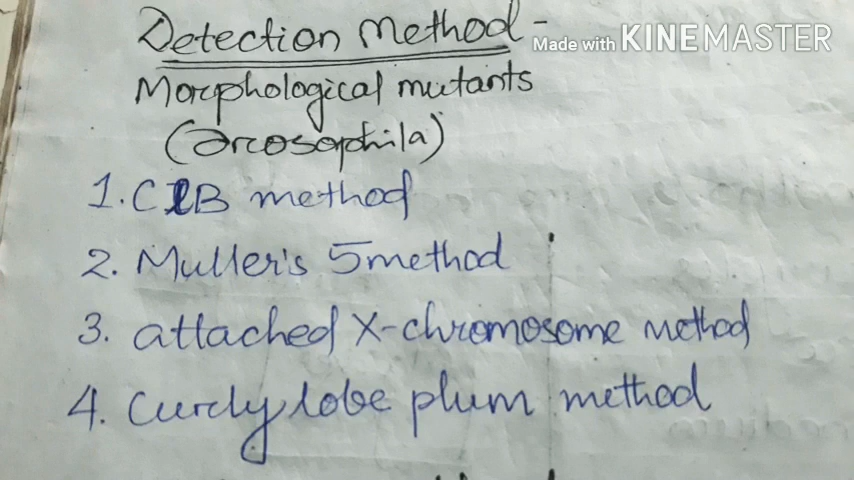 Detection Method -
Made with KINEMASTER
Morphological mutants
(Drosophila)
1. ClB method
2. Muller's 5 method
3. attached X-chromosome method
4. Curly lobe plum method